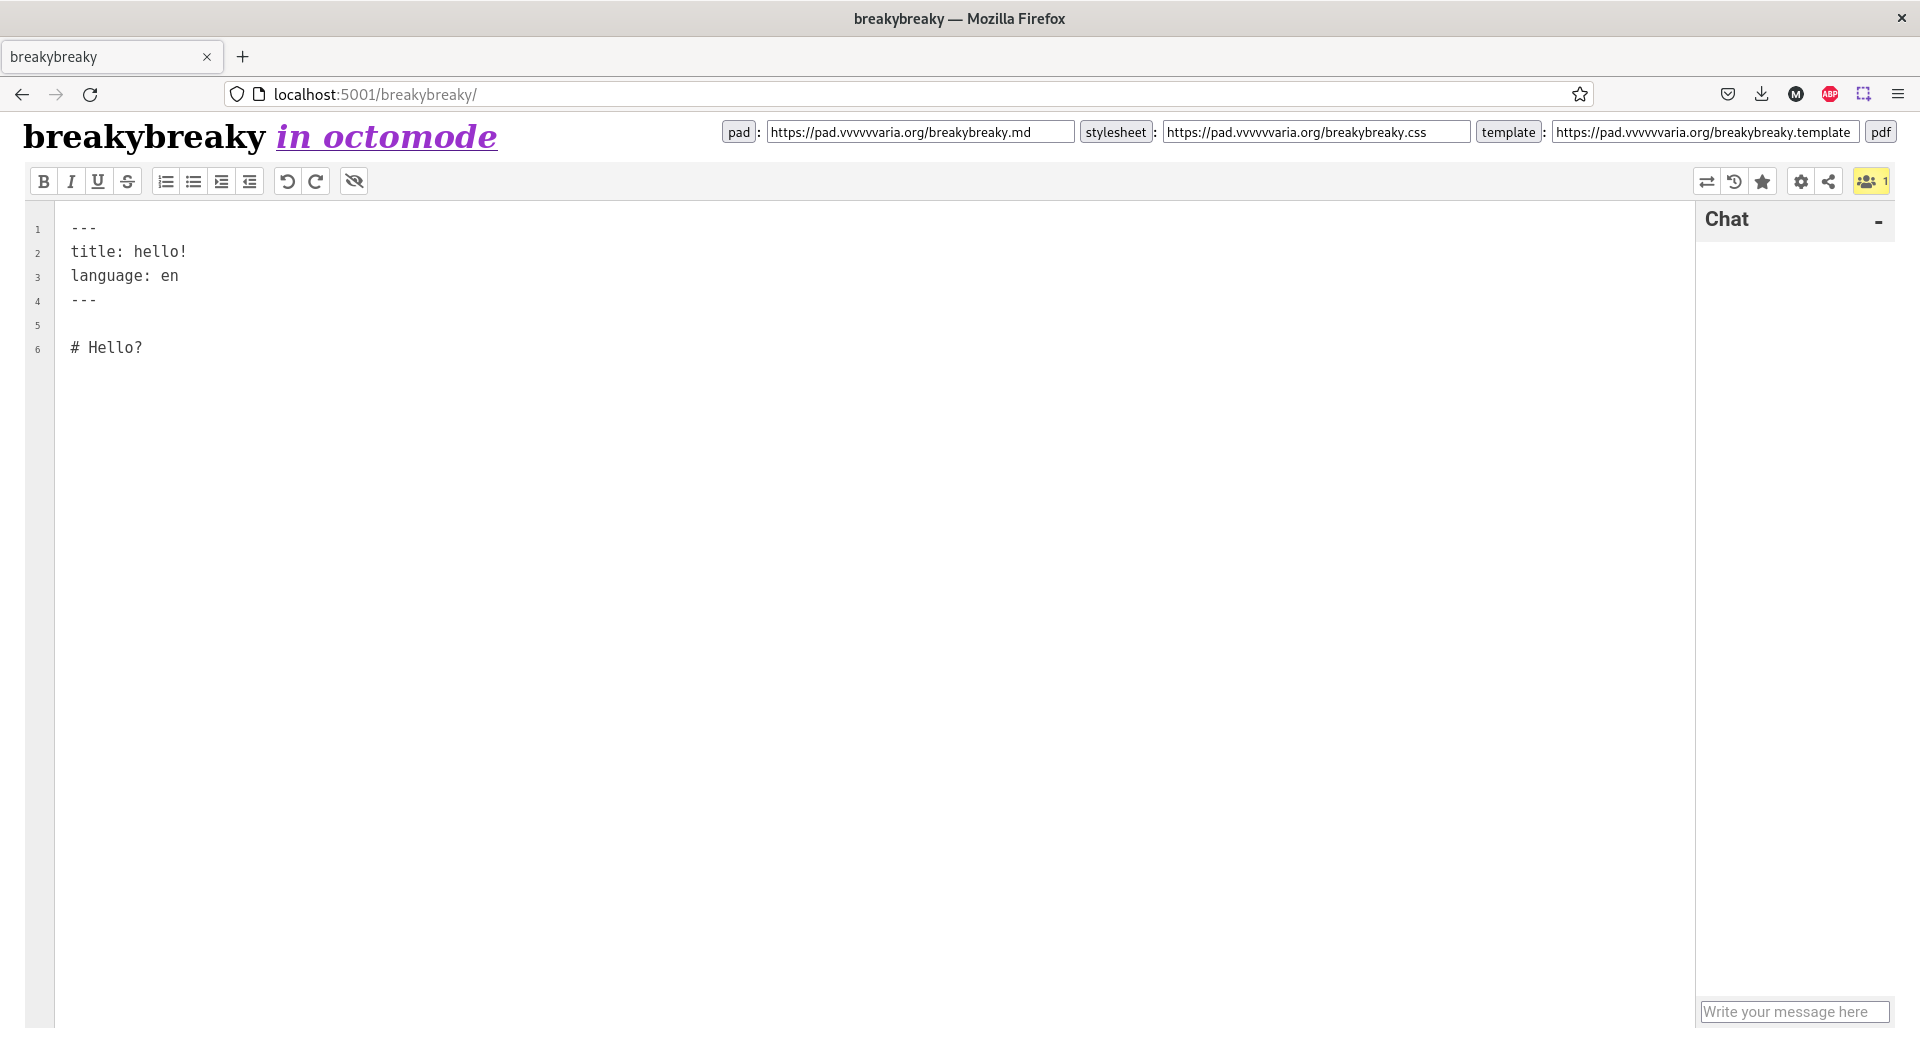 breakybreaky — Mozilla Firefox
breakybreaky
localhost:5001/breakybreaky/
M ABP
breakybreaky in octomode
pad : https://pad.vvvvvvaria.org/breakybreaky.md stylesheet : https://pad.vvvvvvaria.org/breakybreaky.css template : https://pad.vvvvvvaria.org/breakybreaky.template pdf
B I U S 1
Chat -
1 ---
2 title: hello!
3 language: en
4 ---
5
6 # Hello?
Write your message here